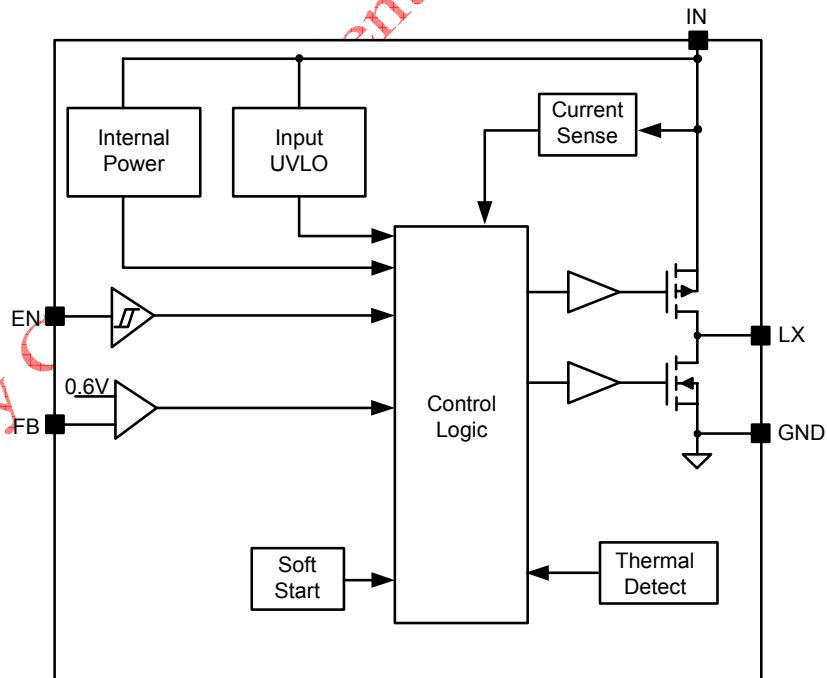 IN
Current
Sense
Internal
Power
Input
UVLO
EN
LX
0.6V
FB
Control
Logic
GND
Soft
Start
Thermal
Detect